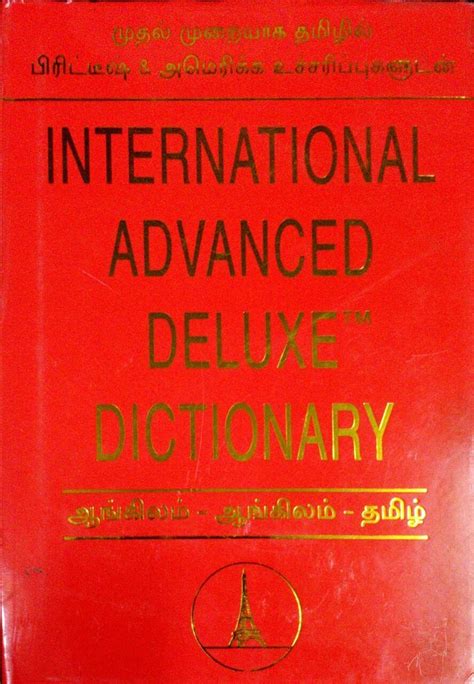 முதல் முறையாக தமிழில்
பிரிட்டீஷ் & அமெரிக்க உச்சரிப்புகளுடன்
INTERNATIONAL
ADVANCED
DELUXE™
DICTIONARY
ஆங்கிலம் - ஆங்கிலம் - தமிழ்